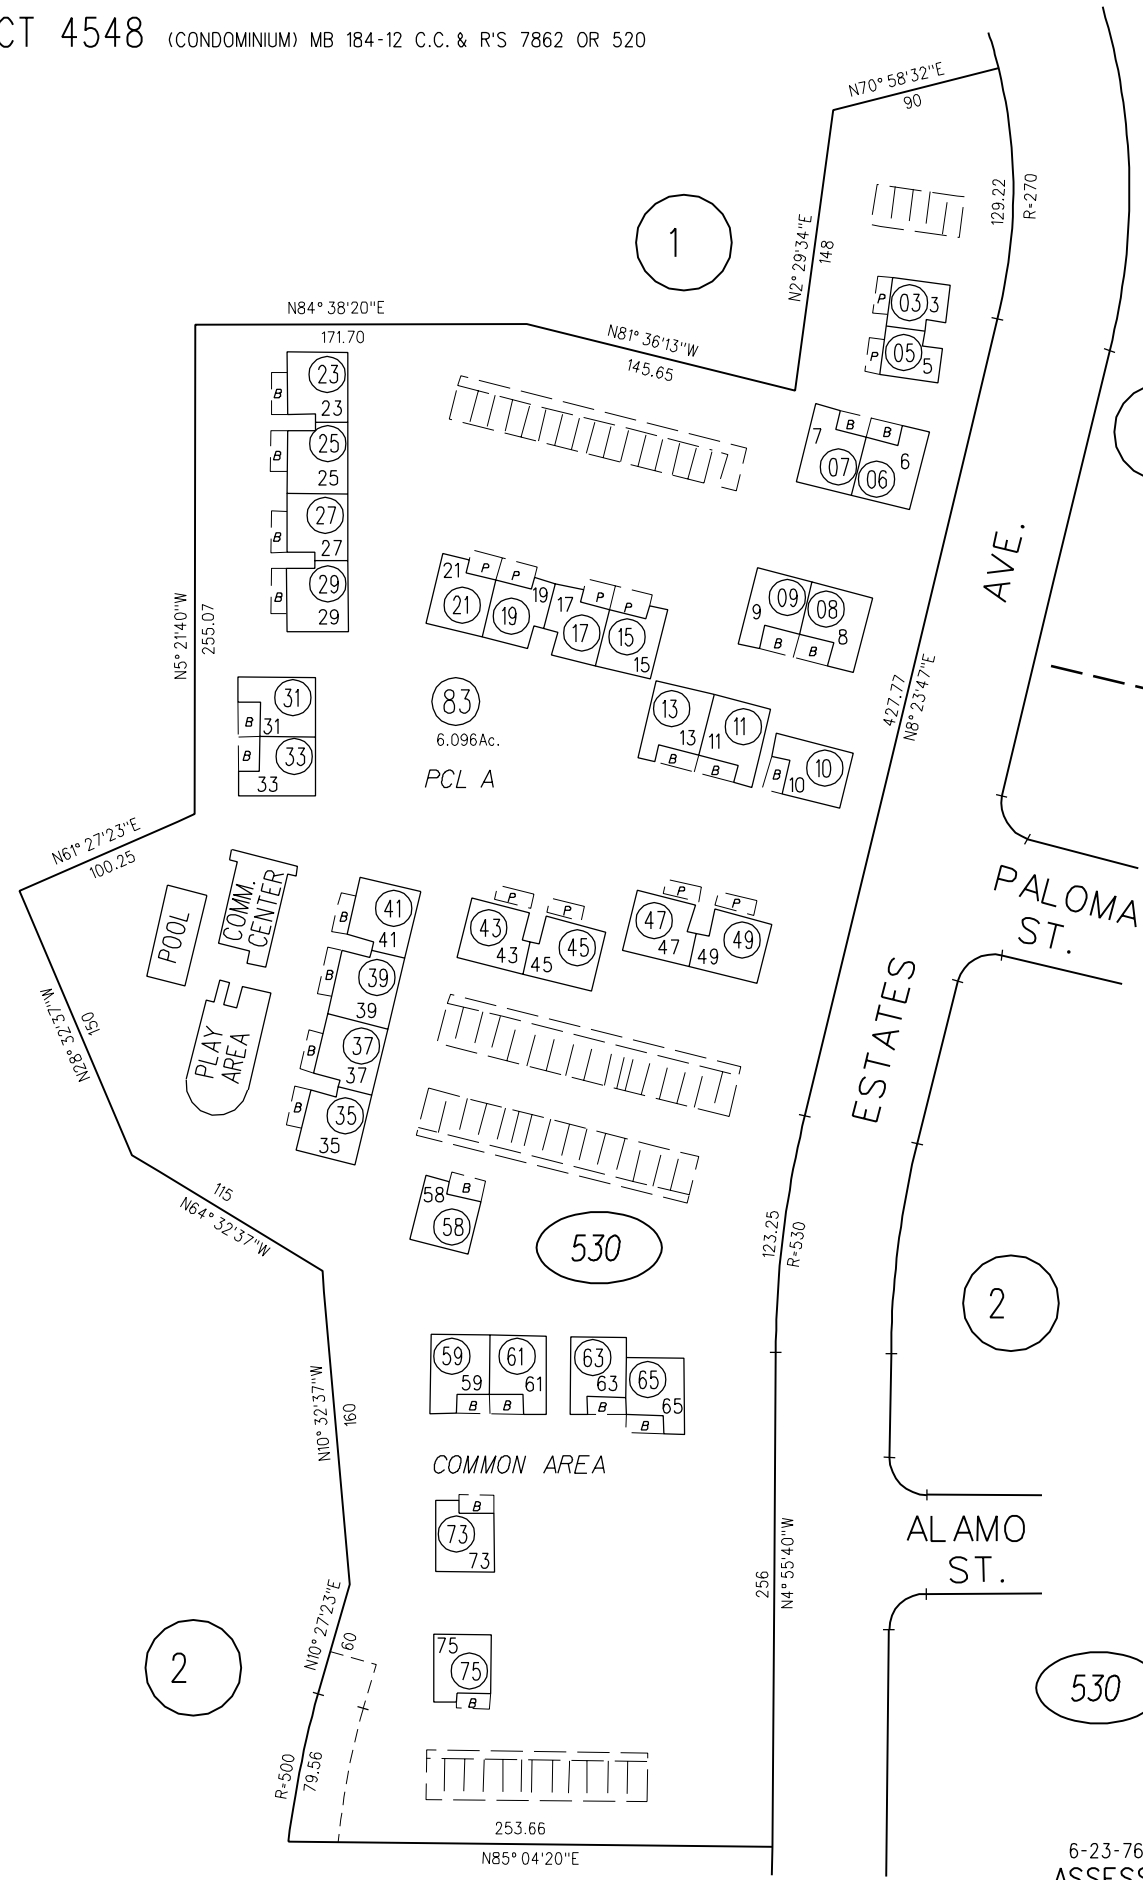 CT 4548 (CONDOMINIUM) MB 184-12 C.C. & R'S 7862 OR 520
N70°58'32"E
90
129.22
R=270
1
N2°29'34"E
148
P
03
3
P
05
5
N84°38'20"E
171.70
N81°36'13"W
145.65
B
23
23
B
25
25
B
27
27
B
29
29
7
B
B
6
07
06
AVE.
21
P
P
19
17
P
P
21
19
17
15
15
9
09
08
8
B
B
N5°21'40"W
255.07
427.77
N8°23'47"E
31
B
31
B
33
33
83
6.096Ac.
PCL A
13
13
11
11
B
B
B
10
10
N61°27'23"E
100.25
PALOMA
ST.
POOL
COMM.
CENTER
B
41
41
B
39
39
B
37
37
B
35
35
P
P
43
43
45
45
P
P
47
47
49
49
ESTATES
N28°32'37"W
150
PLAY
AREA
115
N64°32'37"W
58
B
58
530
123.25
R=530
2
59
59
61
61
B
B
63
63
65
65
B
B
N10°32'37"W
160
COMMON AREA
B
73
73
ALAMO
ST.
256
N4°55'40"W
N10°27'23"E
60
2
75
75
B
530
R=500
79.56
253.66
N85°04'20"E
6-23-76
ASSESS